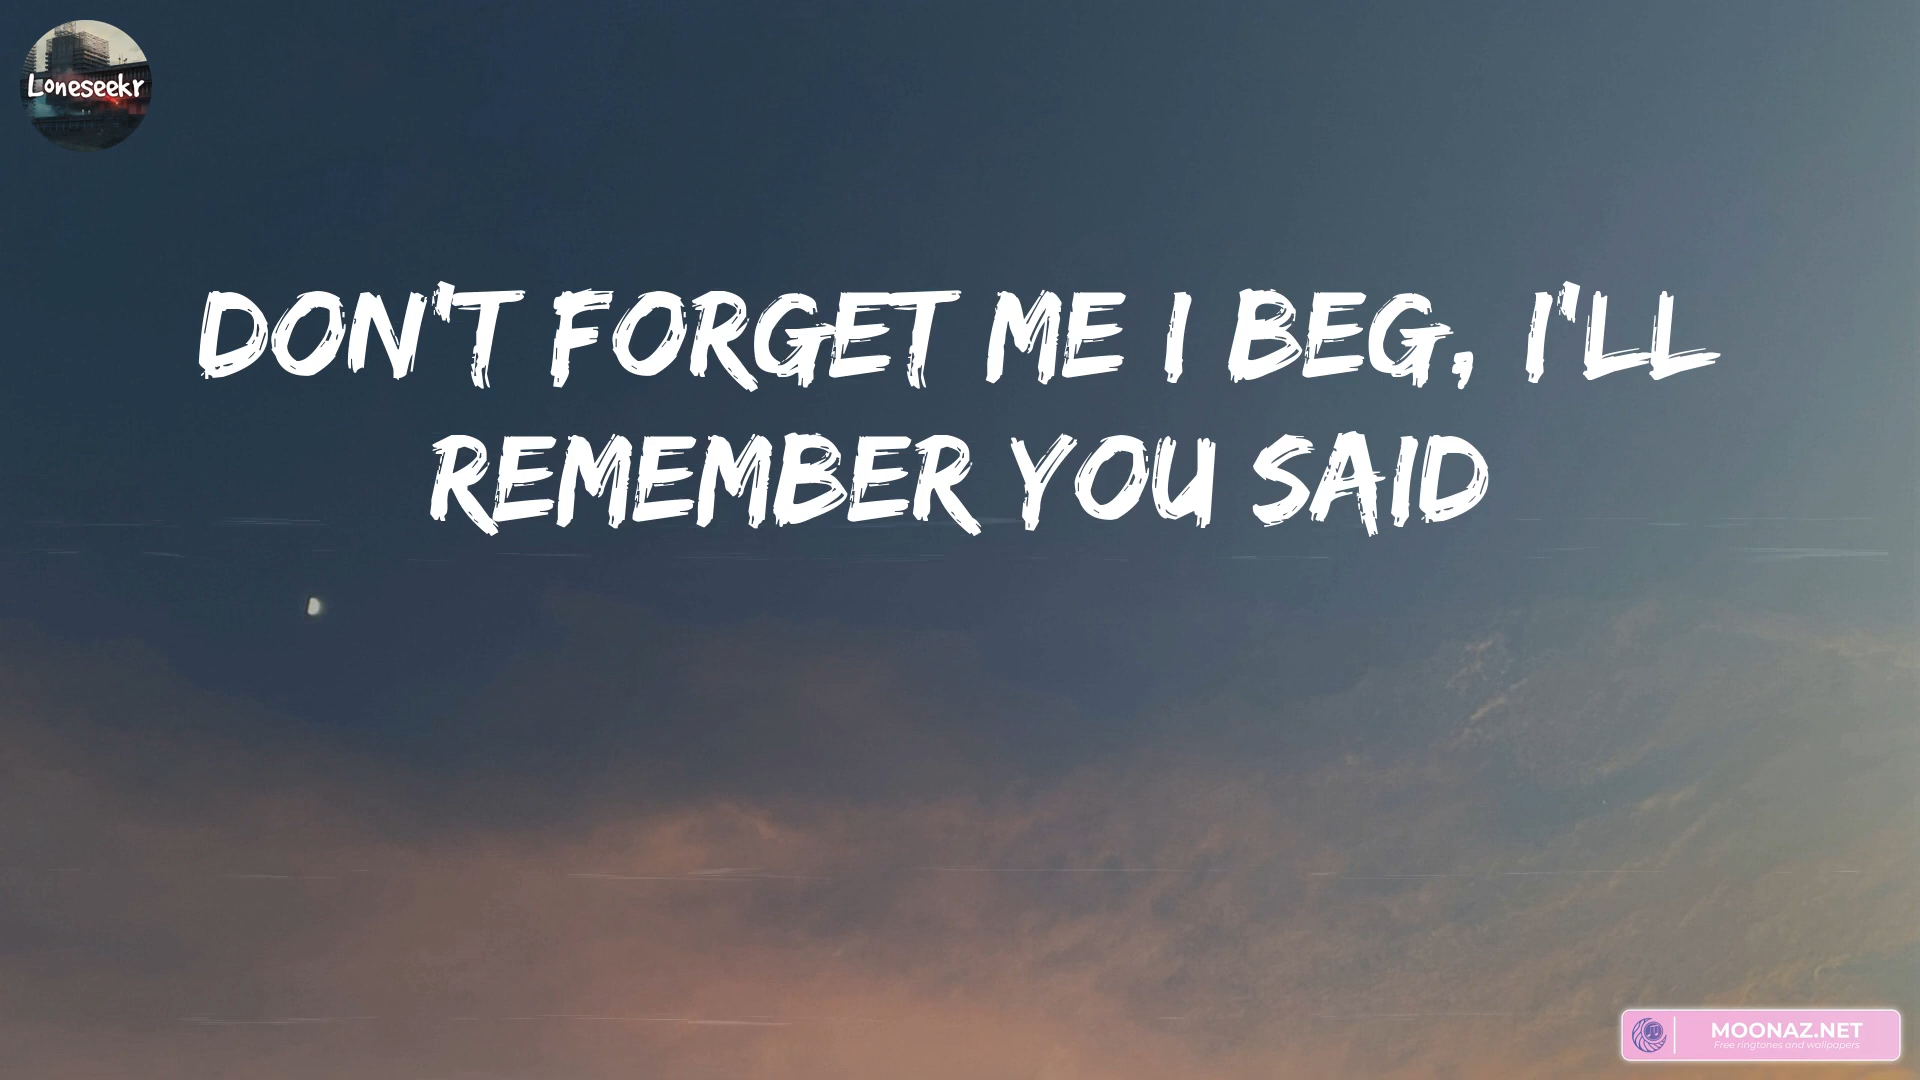 Loneseekr
DON'T FORGET ME I BEG, I'LL
REMEMBER YOU SAID
MOONAZ.NET
Free ringtones and wallpapers